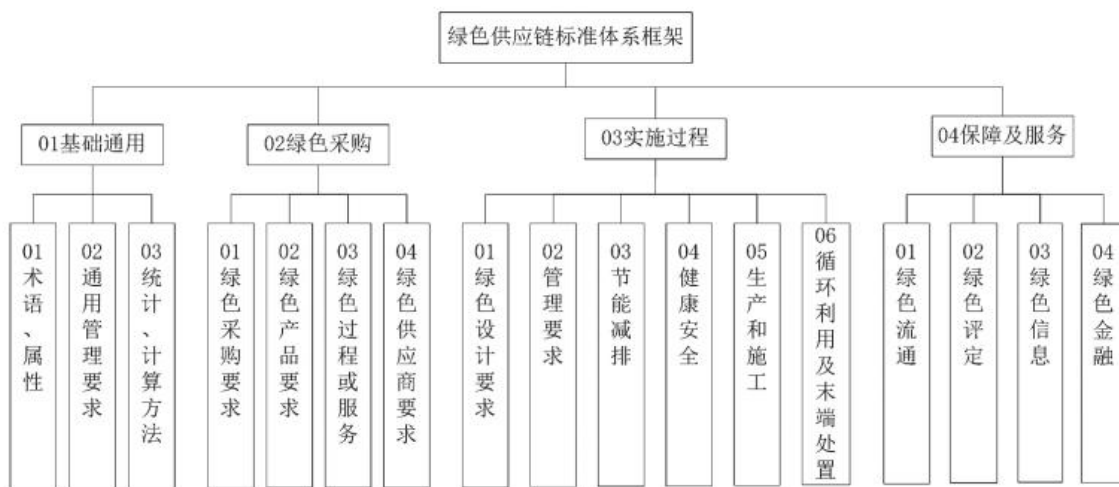 绿色供应链标准体系框架
01基础通用
02绿色采购
03实施过程
04保障及服务
01术语、属性
02通用管理要求
03统计、计算方法
01绿色采购要求
02绿色产品要求
03绿色过程或服务
04绿色供应商要求
01绿色设计要求
02管理要求
03节能减排
04健康安全
05生产和施工
06循环利用及末端处置
01绿色流通
02绿色评定
03绿色信息
04绿色金融